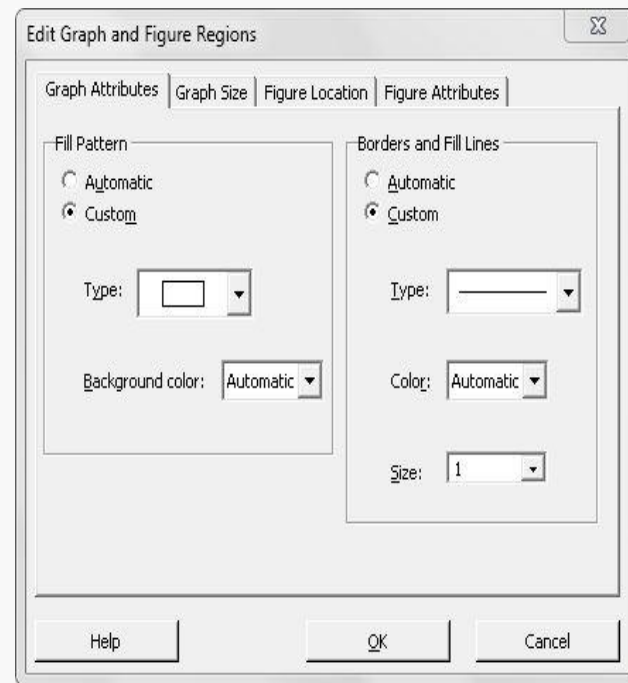 Edit Graph and Figure Regions
Graph Attributes Graph Size Figure Location Figure Attributes
Fill Pattern
Automatic
Custom
Type:
Background color: Automatic
Borders and Fill Lines
Automatic
Custom
Type:
Color: Automatic
Size: 1
Help OK Cancel